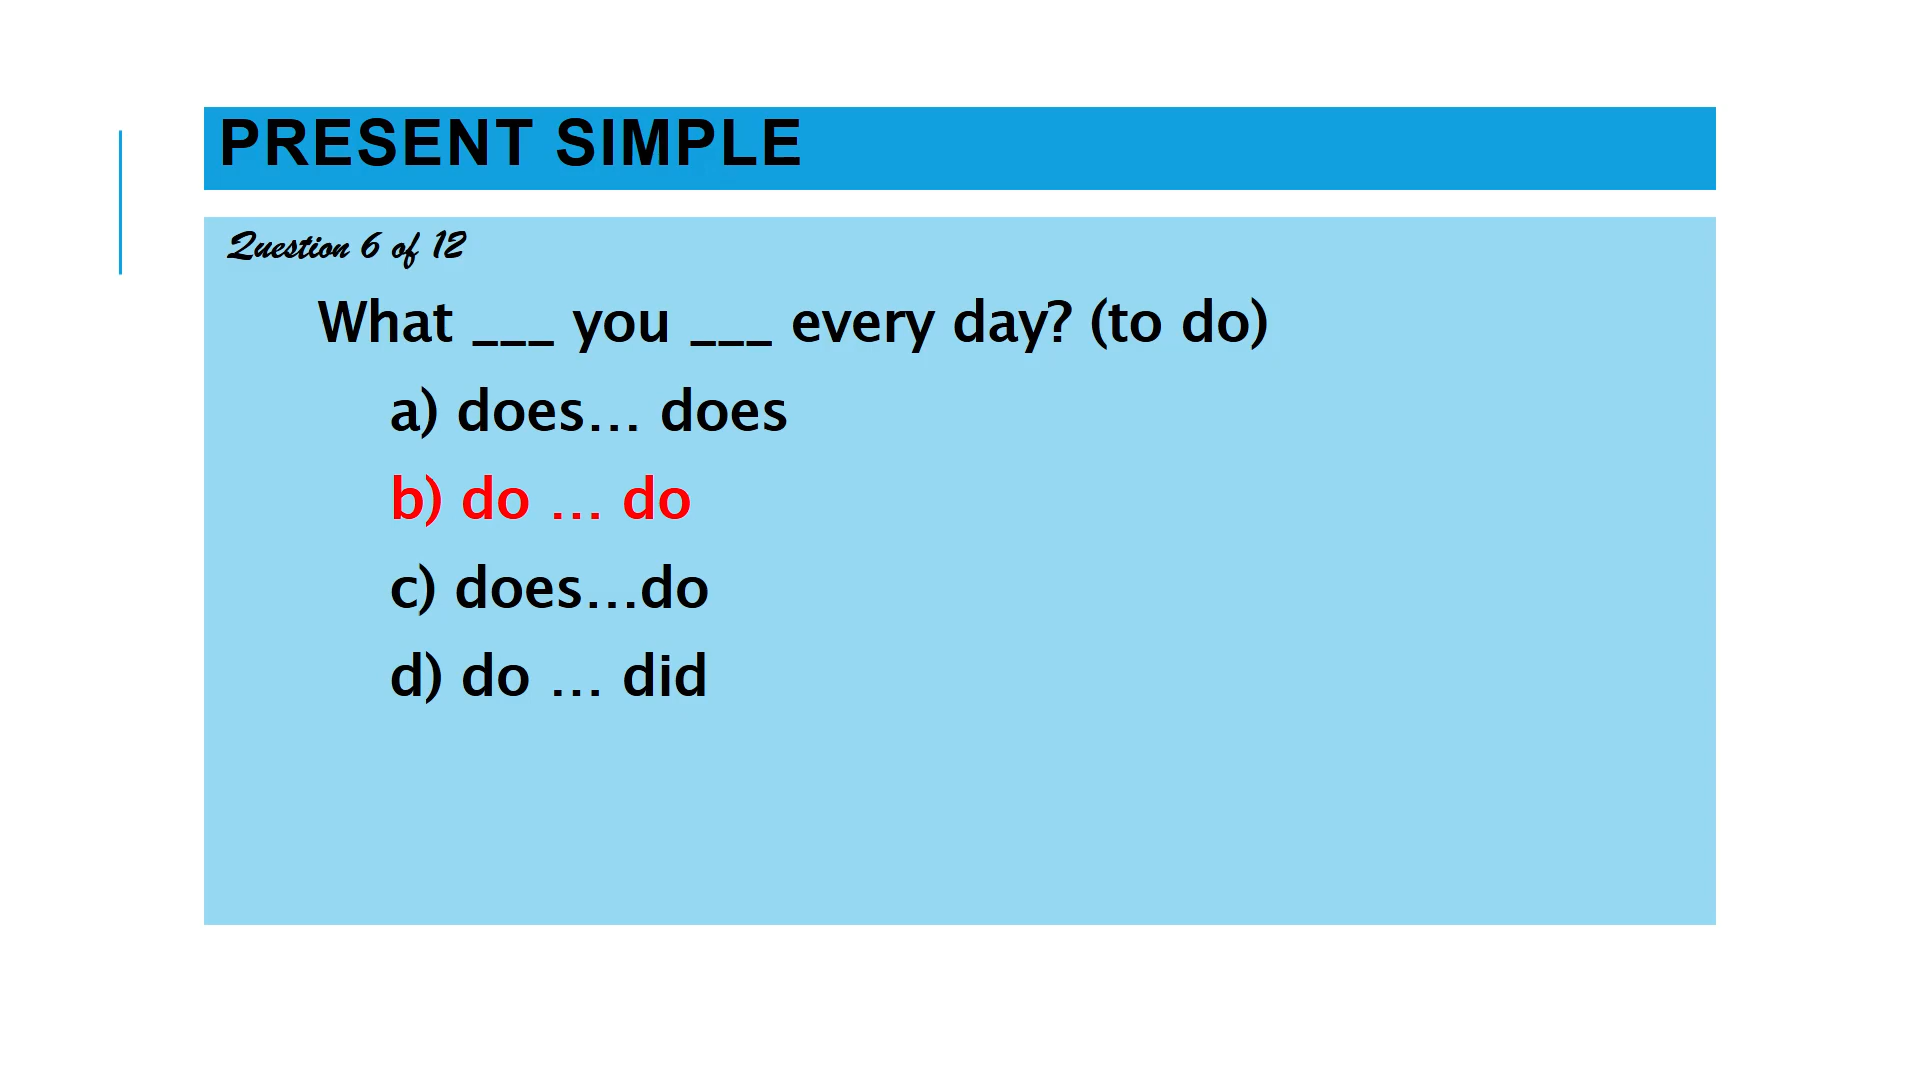 PRESENT SIMPLE
Question 6 of 12
What ___ you ___ every day? (to do)
a) does... does
b) do ... do
c) does...do
d) do ... did